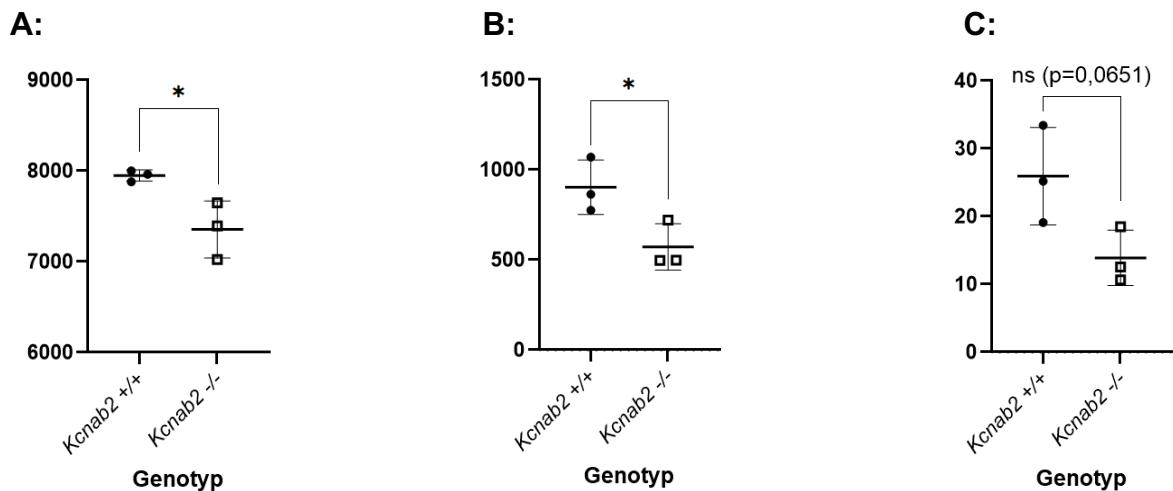 A:
9000
8000
7000
6000
*
Kcnab2 +/+
Kcnab2 -/-
Genotyp
B:
1500
1000
500
0
*
Kcnab2 +/+
Kcnab2 -/-
Genotyp
C:
ns (p=0,0651)
40
30
20
10
0
Kcnab2 +/+
Kcnab2 -/-
Genotyp